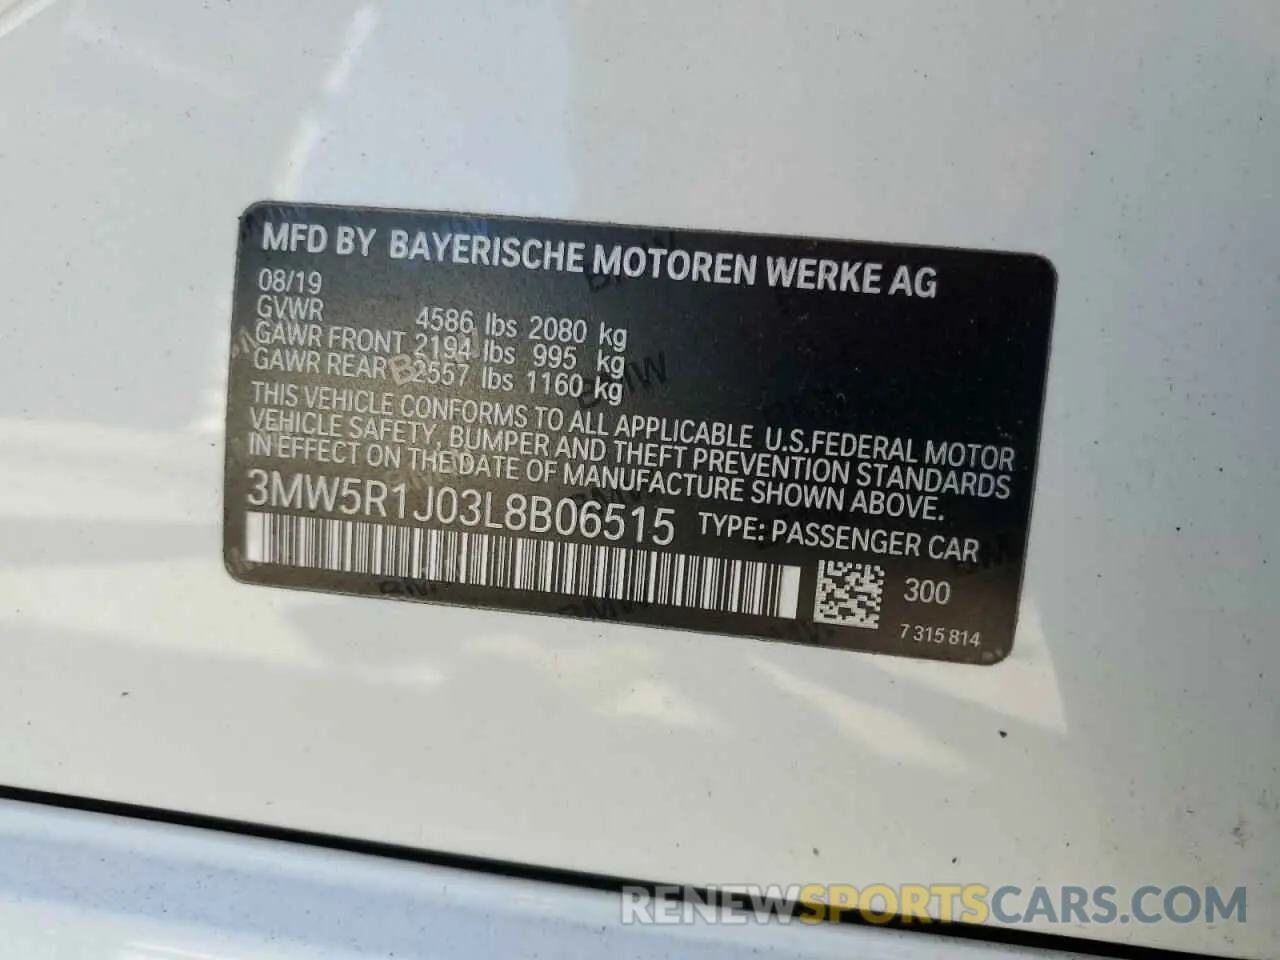 MFD BY BAYERISCHE MOTOREN WERKE AG
08/19
GVWR 4586 lbs 2080 kg
GAWR FRONT 2194 lbs 995 kg
GAWR REAR 2557 lbs 1160 kg
THIS VEHICLE CONFORMS TO ALL APPLICABLE U.S.FEDERAL MOTOR
VEHICLE SAFETY, BUMPER AND THEFT PREVENTION STANDARDS
IN EFFECT ON THE DATE OF MANUFACTURE SHOWN ABOVE.
3MW5R1J03L8B06515 TYPE: PASSENGER CAR
300
7 315 814
RENEWSPORTSCARS.COM